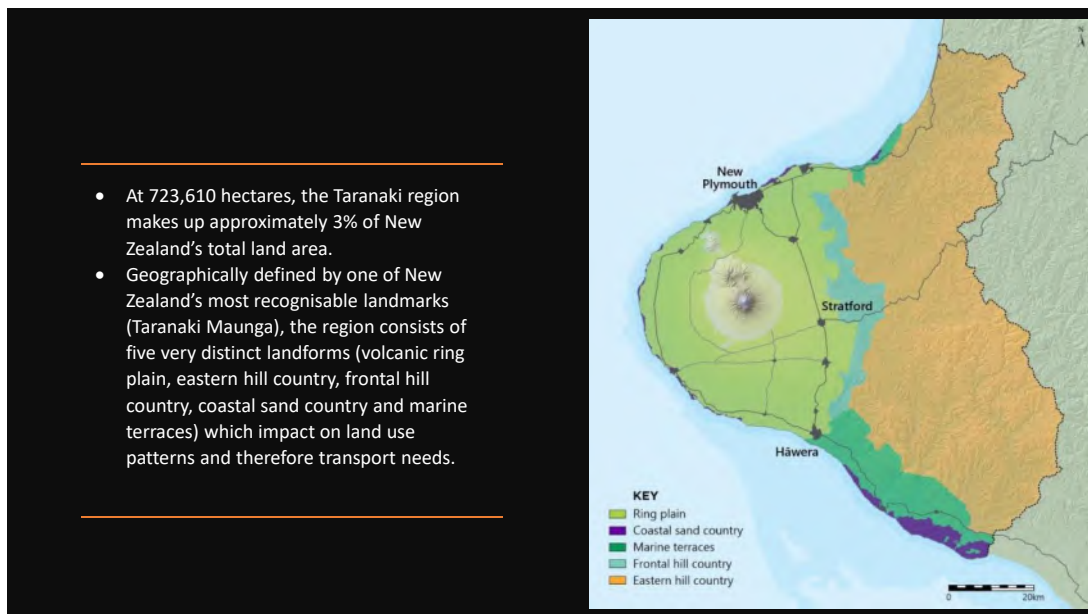 • At 723,610 hectares, the Taranaki region
makes up approximately 3% of New
Zealand’s total land area.
• Geographically defined by one of New
Zealand’s most recognisable landmarks
(Taranaki Maunga), the region consists of
five very distinct landforms (volcanic ring
plain, eastern hill country, frontal hill
country, coastal sand country and marine
terraces) which impact on land use
patterns and therefore transport needs.
New
Plymouth
Stratford
Hāwera
KEY
Ring plain
Coastal sand country
Marine terraces
Frontal hill country
Eastern hill country
0 20km